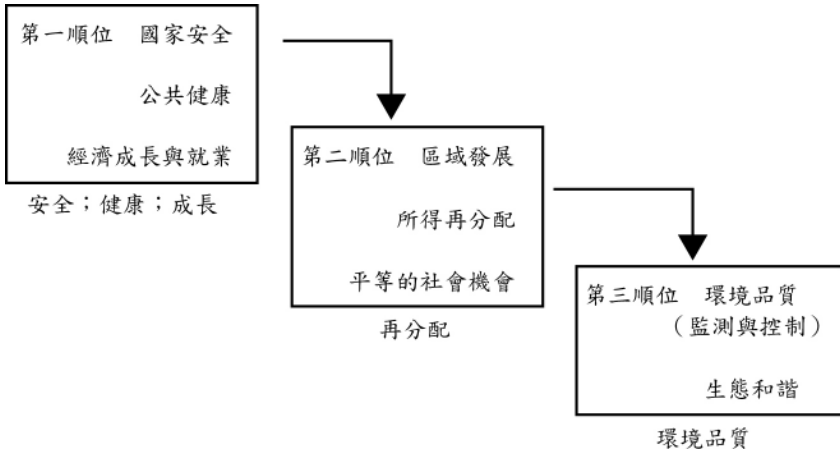 第一順位　國家安全
公共健康
經濟成長與就業
安全；健康；成長
第二順位　區域發展
所得再分配
平等的社會機會
再分配
第三順位　環境品質
（監測與控制）
生態和諧
環境品質